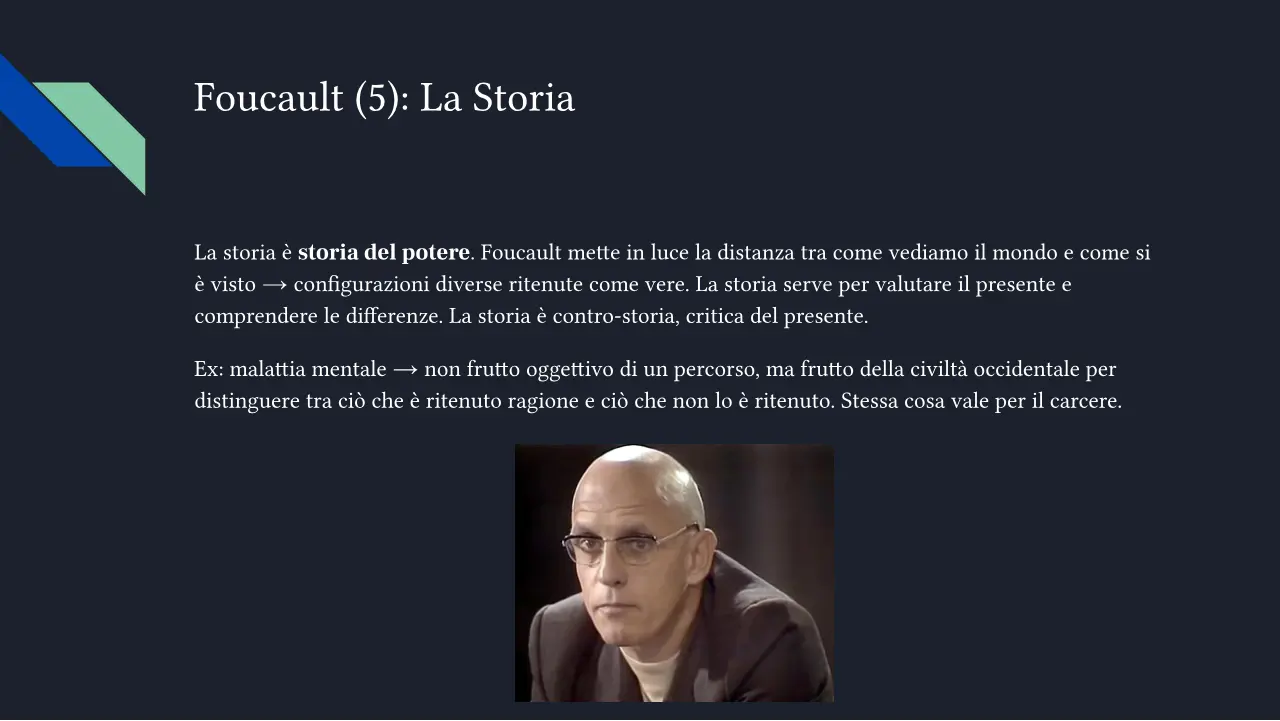 Foucault (5): La Storia
La storia è storia del potere. Foucault mette in luce la distanza tra come vediamo il mondo e come si
è visto ⟶ configurazioni diverse ritenute come vere. La storia serve per valutare il presente e
comprendere le differenze. La storia è contro-storia, critica del presente.
Ex: malattia mentale ⟶ non frutto oggettivo di un percorso, ma frutto della civiltà occidentale per
distinguere tra ciò che è ritenuto ragione e ciò che non lo è ritenuto. Stessa cosa vale per il carcere.